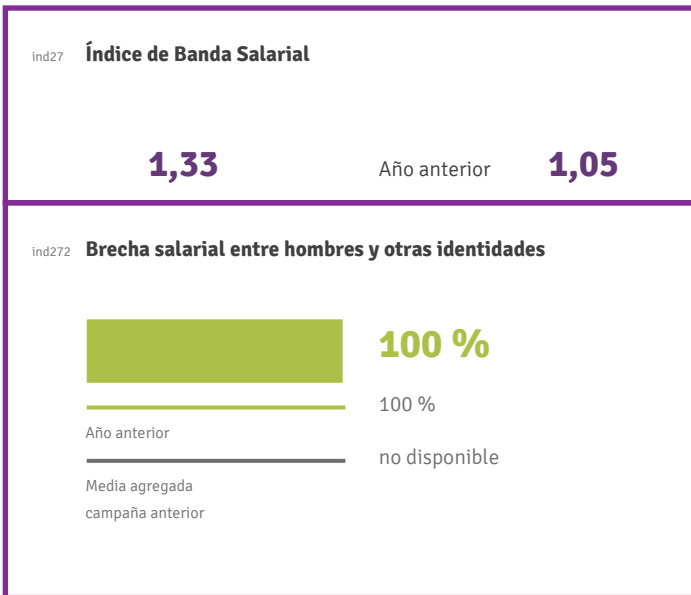 ind27 Índice de Banda Salarial
1,33 Año anterior 1,05
ind272 Brecha salarial entre hombres y otras identidades
100 %
100 %
Año anterior
no disponible
Media agregada
campaña anterior